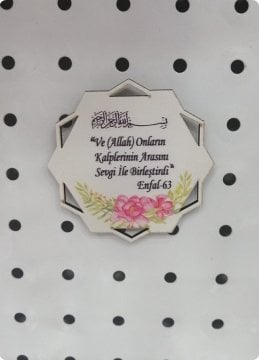 بسم الله الرحمن الرحيم
“Ve (Allah) Onların
Kalplerinin Arasını
Sevgi İle Birleştirdi”
Enfal-63